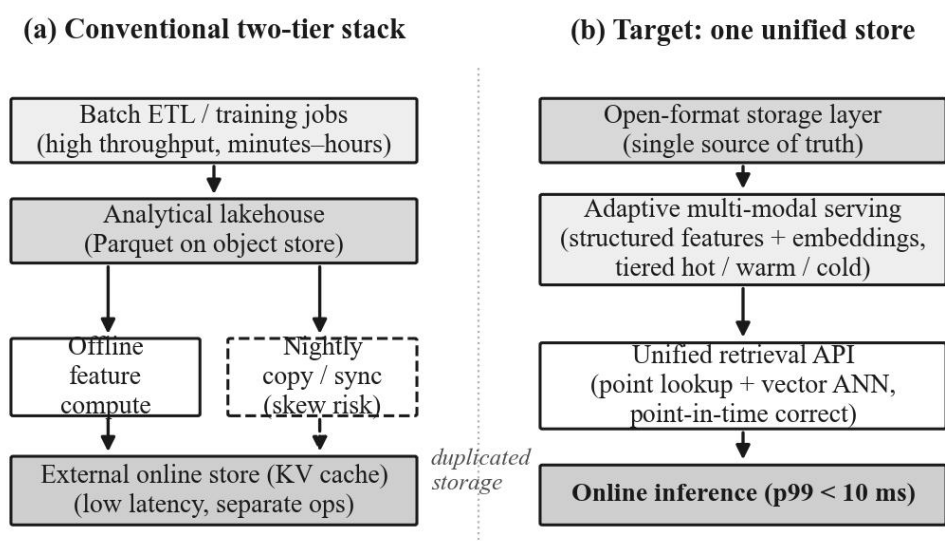 (a) Conventional two-tier stack
Batch ETL / training jobs
(high throughput, minutes–hours)
Analytical lakehouse
(Parquet on object store)
Offline
feature
compute
Nightly
copy / sync
(skew risk)
External online store (KV cache)
(low latency, separate ops)
duplicated
storage
(b) Target: one unified store
Open-format storage layer
(single source of truth)
Adaptive multi-modal serving
(structured features + embeddings,
tiered hot / warm / cold)
Unified retrieval API
(point lookup + vector ANN,
point-in-time correct)
Online inference (p99 < 10 ms)